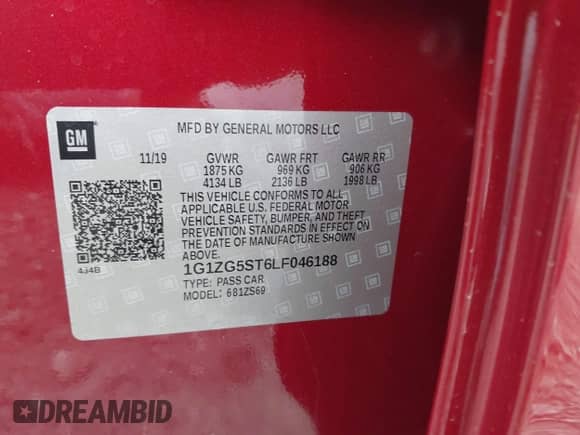 GM
MFD BY GENERAL MOTORS LLC
11/19 GVWR GAWR FRT GAWR RR
1875 KG 969 KG 906 KG
4134 LB 2136 LB 1998 LB
THIS VEHICLE CONFORMS TO ALL
APPLICABLE U.S. FEDERAL MOTOR
VEHICLE SAFETY, BUMPER, AND THEFT
PREVENTION STANDARDS IN EFFECT ON
THE DATE OF MANUFACTURE SHOWN
ABOVE.
434B
1G1ZG5ST6LF046188
TYPE: PASS CAR
MODEL: 681ZS69
DREAMBID